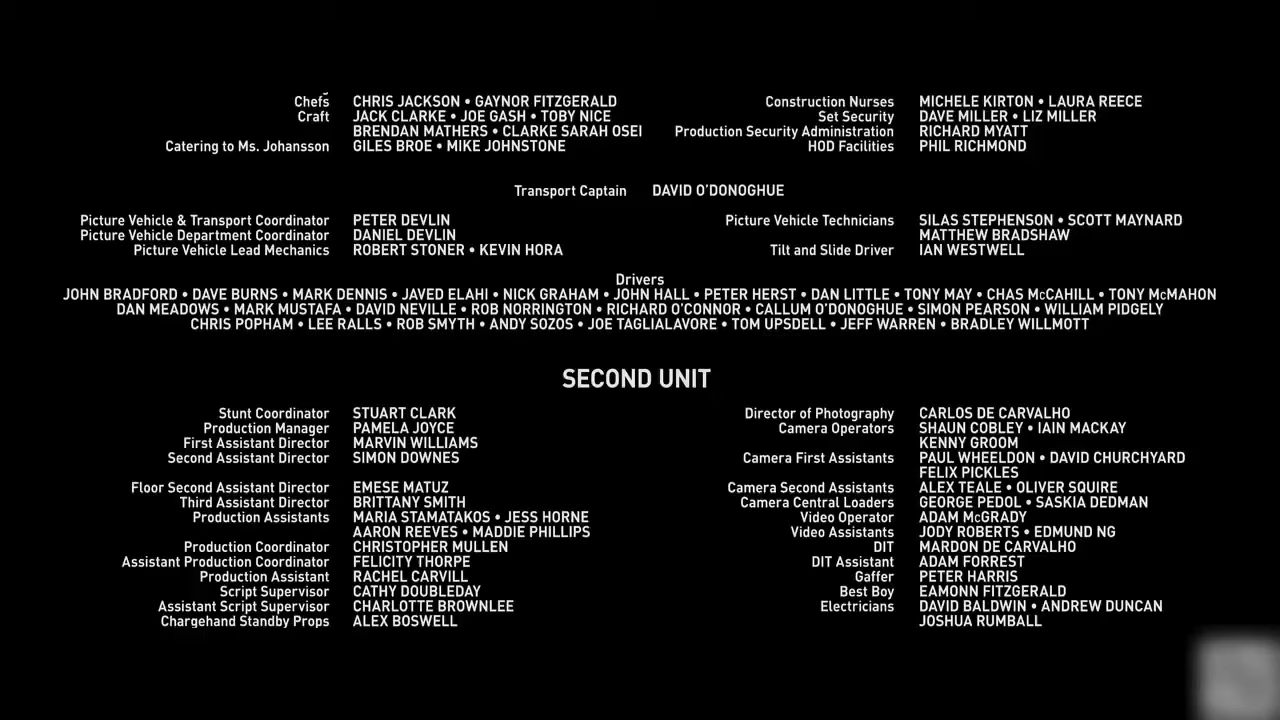 Chefs CHRIS JACKSON • GAYNOR FITZGERALD
Craft JACK CLARKE • JOE GASH • TOBY NICE
BRENDAN MATHERS • CLARKE SARAH OSEI
Catering to Ms. Johansson GILES BROE • MIKE JOHNSTONE
Construction Nurses MICHELE KIRTON • LAURA REECE
Set Security DAVE MILLER • LIZ MILLER
Production Security Administration RICHARD MYATT
HOD Facilities PHIL RICHMOND
Transport Captain DAVID O'DONOGHUE
Picture Vehicle & Transport Coordinator PETER DEVLIN
Picture Vehicle Department Coordinator DANIEL DEVLIN
Picture Vehicle Lead Mechanics ROBERT STONER • KEVIN HORA
Picture Vehicle Technicians SILAS STEPHENSON • SCOTT MAYNARD
MATTHEW BRADSHAW
Tilt and Slide Driver IAN WESTWELL
Drivers
JOHN BRADFORD • DAVE BURNS • MARK DENNIS • JAVED ELAHI • NICK GRAHAM • JOHN HALL • PETER HERST • DAN LITTLE • TONY MAY • CHAS McCAHILL • TONY McMAHON
DAN MEADOWS • MARK MUSTAFA • DAVID NEVILLE • ROB NORRINGTON • RICHARD O'CONNOR • CALLUM O'DONOGHUE • SIMON PEARSON • WILLIAM PIDGELY
CHRIS POPHAM • LEE RALLS • ROB SMYTH • ANDY SOZOS • JOE TAGLIALAVORE • TOM UPSDELL • JEFF WARREN • BRADLEY WILLMOTT
SECOND UNIT
Stunt Coordinator STUART CLARK
Production Manager PAMELA JOYCE
First Assistant Director MARVIN WILLIAMS
Second Assistant Director SIMON DOWNES
Floor Second Assistant Director EMESE MATUZ
Third Assistant Director BRITTANY SMITH
Production Assistants MARIA STAMATAKOS • JESS HORNE
AARON REEVES • MADDIE PHILLIPS
Production Coordinator CHRISTOPHER MULLEN
Assistant Production Coordinator FELICITY THORPE
Production Assistant RACHEL CARVILL
Script Supervisor CATHY DOUBLEDAY
Assistant Script Supervisor CHARLOTTE BROWNLEE
Chargehand Standby Props ALEX BOSWELL
Director of Photography CARLOS DE CARVALHO
Camera Operators SHAUN COBLEY • IAIN MACKAY
KENNY GROOM
Camera First Assistants PAUL WHEELDON • DAVID CHURCHYARD
FELIX PICKLES
Camera Second Assistants ALEX TEALE • OLIVER SQUIRE
Camera Central Loaders GEORGE PEDOL • SASKIA DEDMAN
Video Operator ADAM McGRADY
Video Assistants JODY ROBERTS • EDMUND NG
DIT MARDON DE CARVALHO
DIT Assistant ADAM FORREST
Gaffer PETER HARRIS
Best Boy EAMONN FITZGERALD
Electricians DAVID BALDWIN • ANDREW DUNCAN
JOSHUA RUMBALL